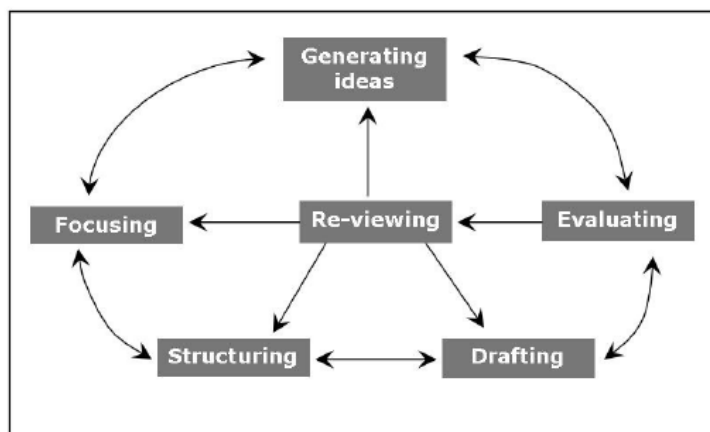 Generating
ideas
Focusing
Re-viewing
Evaluating
Structuring
Drafting